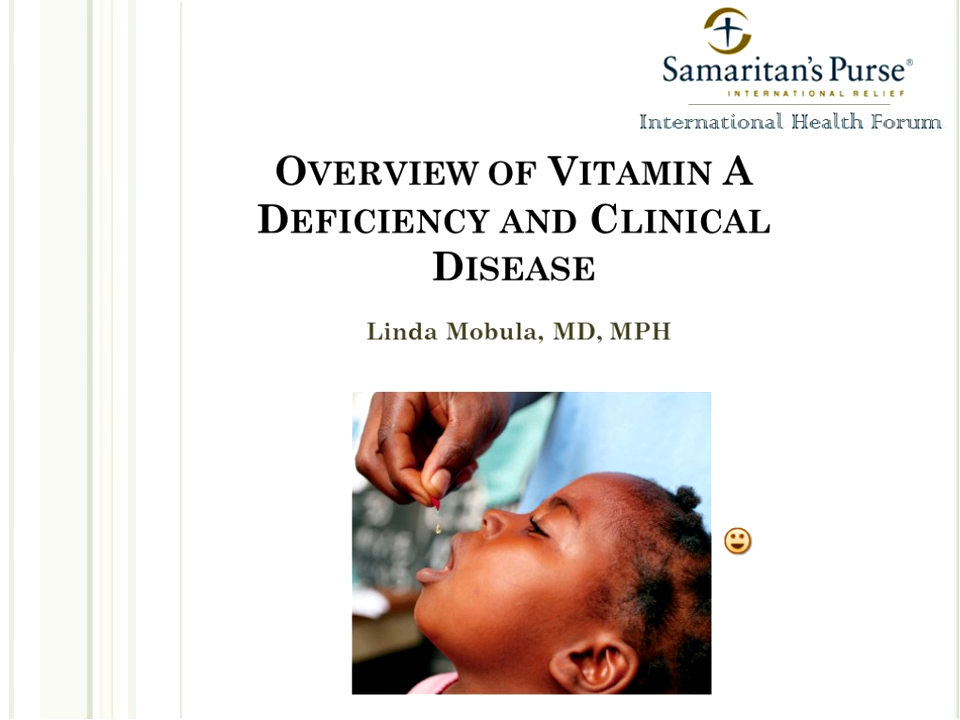 Samaritan's Purse®
INTERNATIONAL RELIEF
International Health Forum
OVERVIEW OF VITAMIN A
DEFICIENCY AND CLINICAL
DISEASE
Linda Mobula, MD, MPH